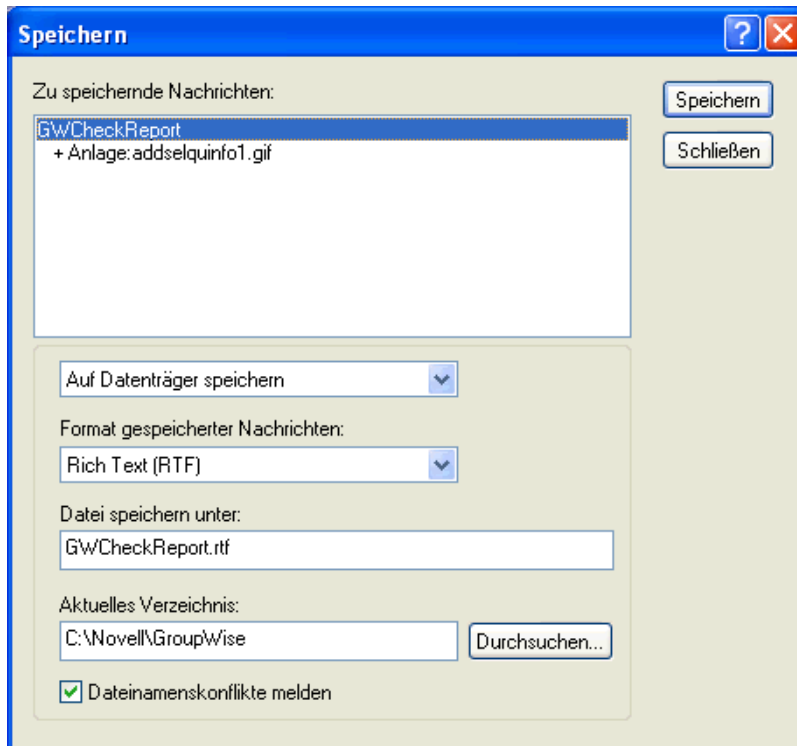 Speichern
Zu speichernde Nachrichten:
Speichern
GWCheckReport
+ Anlage:addselquinfo1.gif
Schließen
Auf Datenträger speichern
Format gespeicherter Nachrichten:
Rich Text (RTF)
Datei speichern unter:
GWCheckReport.rtf
Aktuelles Verzeichnis:
C:\Novell\GroupWise
Durchsuchen...
Dateinamenskonflikte melden